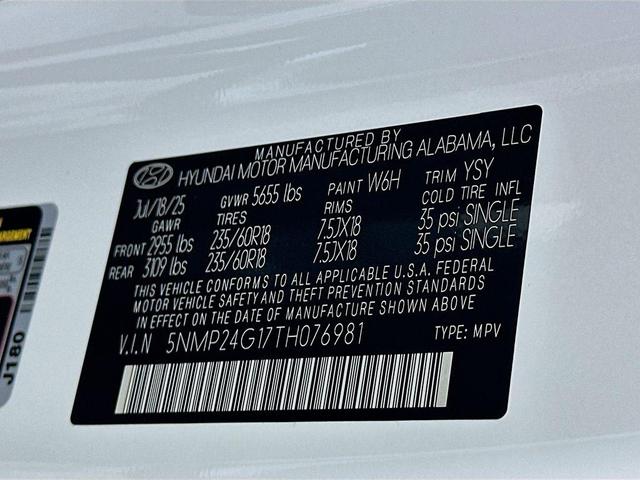 MANUFACTURED BY
HYUNDAI MOTOR MANUFACTURING ALABAMA, LLC
Jul/18/25 GVWR 5655 lbs PAINT W6H TRIM YSY
GAWR TIRES RIMS COLD TIRE INFL
FRONT 2955 lbs 235/60R18 7.5JX18 35 psi SINGLE
REAR 3109 lbs 235/60R18 7.5JX18 35 psi SINGLE
THIS VEHICLE CONFORMS TO ALL APPLICABLE U.S.A. FEDERAL
MOTOR VEHICLE SAFETY AND THEFT PREVENTION STANDARDS
IN EFFECT ON THE DATE OF MANUFACTURE SHOWN ABOVE
V.I.N 5NMP24G17TH076981 TYPE: MPV
J180